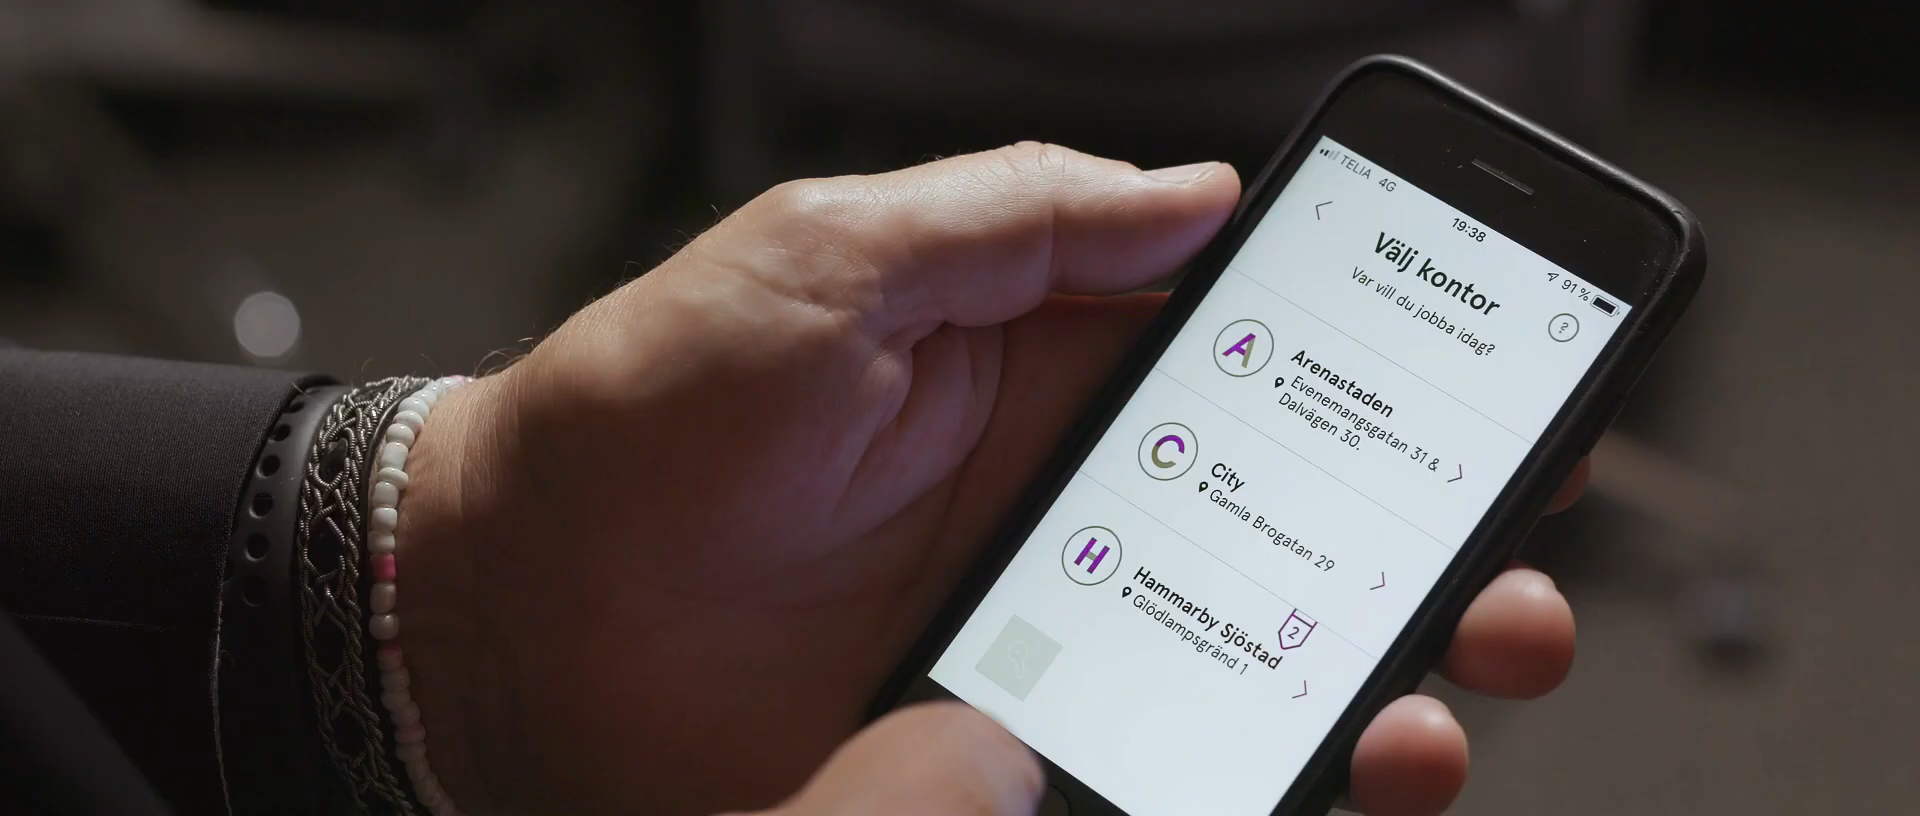 TELIA 4G
19:38
91 %
Välj kontor
Var vill du jobba idag?
?
A
Arenastaden
Evenemangsgatan 31 &
Dalvägen 30.
C
City
Gamla Brogatan 29
H
Hammarby Sjöstad
Glödlampsgränd 1
2